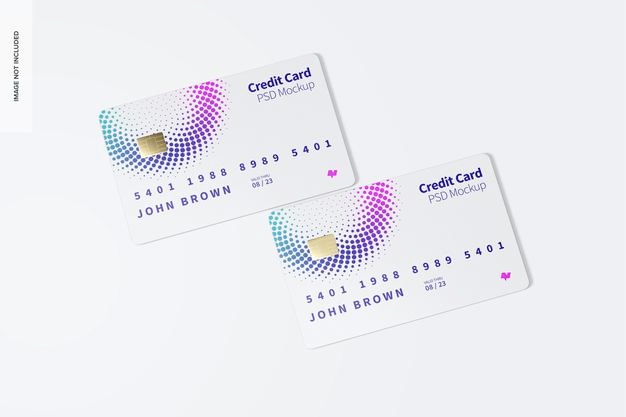 IMAGE NOT INCLUDED
Credit Card
PSD Mockup
5401 1988 8989 5401
VALID THRU
08 / 23
JOHN BROWN
Credit Card
PSD Mockup
5401 1988 8989 5401
VALID THRU
08 / 23
JOHN BROWN